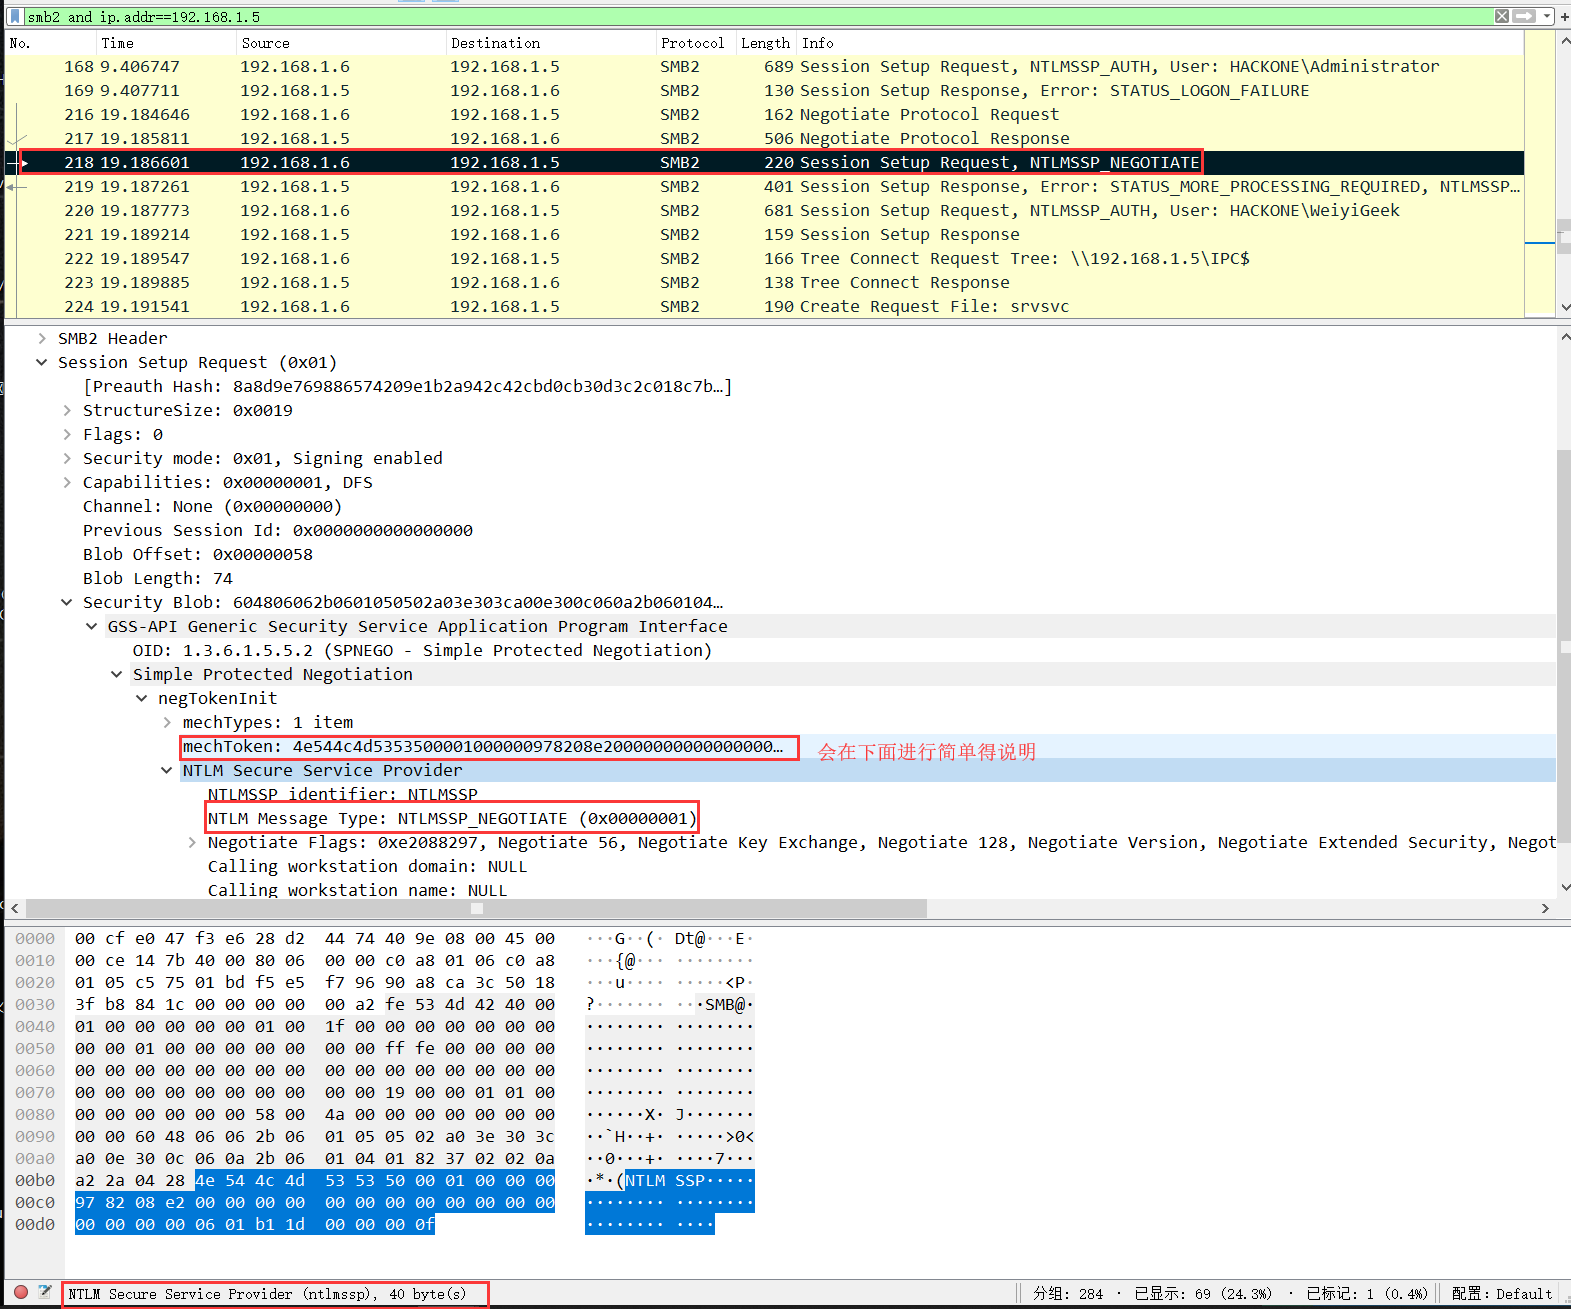 smb2 and ip.addr==192.168.1.5
No. Time Source Destination Protocol Length Info
168 9.406747 192.168.1.6 192.168.1.5 SMB2 689 Session Setup Request, NTLMSSP_AUTH, User: HACKONE\Administrator
169 9.407711 192.168.1.5 192.168.1.6 SMB2 130 Session Setup Response, Error: STATUS_LOGON_FAILURE
216 19.184646 192.168.1.6 192.168.1.5 SMB2 162 Negotiate Protocol Request
217 19.185811 192.168.1.5 192.168.1.6 SMB2 506 Negotiate Protocol Response
218 19.186601 192.168.1.6 192.168.1.5 SMB2 220 Session Setup Request, NTLMSSP_NEGOTIATE
219 19.187261 192.168.1.5 192.168.1.6 SMB2 401 Session Setup Response, Error: STATUS_MORE_PROCESSING_REQUIRED, NTLMSSP…
220 19.187773 192.168.1.6 192.168.1.5 SMB2 681 Session Setup Request, NTLMSSP_AUTH, User: HACKONE\WeiyiGeek
221 19.189214 192.168.1.5 192.168.1.6 SMB2 159 Session Setup Response
222 19.189547 192.168.1.6 192.168.1.5 SMB2 166 Tree Connect Request Tree: \\192.168.1.5\IPC$
223 19.189885 192.168.1.5 192.168.1.6 SMB2 138 Tree Connect Response
224 19.191541 192.168.1.6 192.168.1.5 SMB2 190 Create Request File: srvsvc
SMB2 Header
Session Setup Request (0x01)
[Preauth Hash: 8a8d9e769886574209e1b2a942c42cbd0cb30d3c2c018c7b…]
StructureSize: 0x0019
Flags: 0
Security mode: 0x01, Signing enabled
Capabilities: 0x00000001, DFS
Channel: None (0x00000000)
Previous Session Id: 0x0000000000000000
Blob Offset: 0x00000058
Blob Length: 74
Security Blob: 604806062b0601050502a03e303ca00e300c060a2b060104…
GSS-API Generic Security Service Application Program Interface
OID: 1.3.6.1.5.5.2 (SPNEGO - Simple Protected Negotiation)
Simple Protected Negotiation
negTokenInit
mechTypes: 1 item
mechToken: 4e544c4d5353500001000000978208e20000000000000000… 会在下面进行简单得说明
NTLM Secure Service Provider
NTLMSSP identifier: NTLMSSP
NTLM Message Type: NTLMSSP_NEGOTIATE (0x00000001)
Negotiate Flags: 0xe2088297, Negotiate 56, Negotiate Key Exchange, Negotiate 128, Negotiate Version, Negotiate Extended Security, Negot
Calling workstation domain: NULL
Calling workstation name: NULL
0000 00 cf e0 47 f3 e6 28 d2 44 74 40 9e 08 00 45 00 ···G··(· Dt@···E·
0010 00 ce 14 7b 40 00 80 06 00 00 c0 a8 01 06 c0 a8 ···{@··· ········
0020 01 05 c5 75 01 bd f5 e5 f7 96 90 a8 ca 3c 50 18 ···u···· ·····<P·
0030 3f b8 84 1c 00 00 00 00 00 a2 fe 53 4d 42 40 00 ?······· ···SMB@·
0040 01 00 00 00 00 00 01 00 1f 00 00 00 00 00 00 00 ········ ········
0050 00 00 01 00 00 00 00 00 00 00 ff fe 00 00 00 00 ········ ········
0060 00 00 00 00 00 00 00 00 00 00 00 00 00 00 00 00 ········ ········
0070 00 00 00 00 00 00 00 00 00 00 19 00 00 01 01 00 ········ ········
0080 00 00 00 00 00 00 58 00 4a 00 00 00 00 00 00 00 ······X· J·······
0090 00 00 60 48 06 06 2b 06 01 05 05 02 a0 3e 30 3c ··`H··+· ·····>0<
00a0 a0 0e 30 0c 06 0a 2b 06 01 04 01 82 37 02 02 0a ··0···+· ····7···
00b0 a2 2a 04 28 4e 54 4c 4d 53 53 50 00 01 00 00 00 ·*·(NTLM SSP·····
00c0 97 82 08 e2 00 00 00 00 00 00 00 00 00 00 00 00 ········ ········
00d0 00 00 00 00 06 01 b1 1d 00 00 00 0f ········ ····
NTLM Secure Service Provider (ntlmssp), 40 byte(s) 分组: 284 · 已显示: 69 (24.3%) · 已标记: 1 (0.4%) 配置: Default